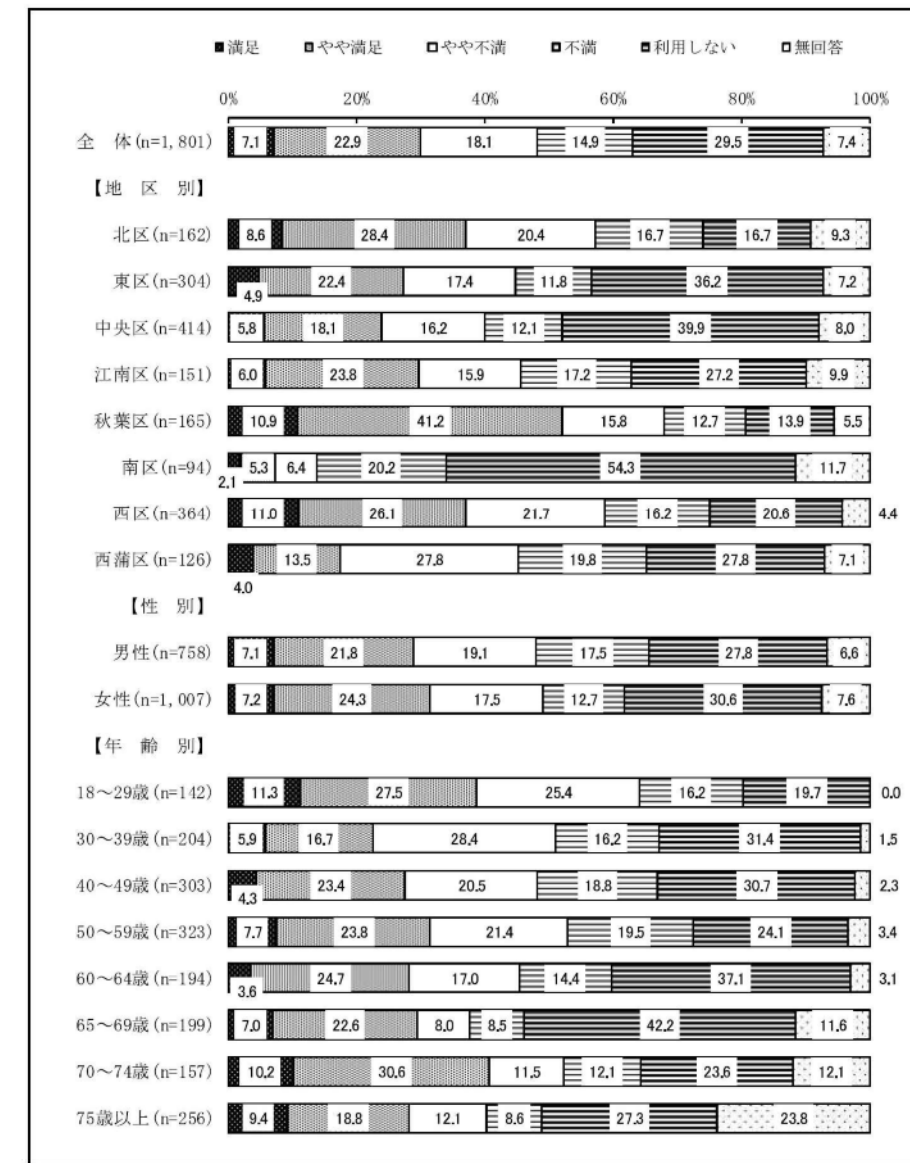 ■満足 ■やや満足 □やや不満 ■不満 ■利用しない □無回答
0% 20% 40% 60% 80% 100%
全 体(n=1,801) 7.1 22.9 18.1 14.9 29.5 7.4
【地 区 別】
北区(n=162) 8.6 28.4 20.4 16.7 16.7 9.3
東区(n=304) 4.9 22.4 17.4 11.8 36.2 7.2
中央区(n=414) 5.8 18.1 16.2 12.1 39.9 8.0
江南区(n=151) 6.0 23.8 15.9 17.2 27.2 9.9
秋葉区(n=165) 10.9 41.2 15.8 12.7 13.9 5.5
南区(n=94) 2.1 5.3 6.4 20.2 54.3 11.7
西区(n=364) 11.0 26.1 21.7 16.2 20.6 4.4
西蒲区(n=126) 4.0 13.5 27.8 19.8 27.8 7.1
【性 別】
男性(n=758) 7.1 21.8 19.1 17.5 27.8 6.6
女性(n=1,007) 7.2 24.3 17.5 12.7 30.6 7.6
【年 齢 別】
18～29歳(n=142) 11.3 27.5 25.4 16.2 19.7 0.0
30～39歳(n=204) 5.9 16.7 28.4 16.2 31.4 1.5
40～49歳(n=303) 4.3 23.4 20.5 18.8 30.7 2.3
50～59歳(n=323) 7.7 23.8 21.4 19.5 24.1 3.4
60～64歳(n=194) 3.6 24.7 17.0 14.4 37.1 3.1
65～69歳(n=199) 7.0 22.6 8.0 8.5 42.2 11.6
70～74歳(n=157) 10.2 30.6 11.5 12.1 23.6 12.1
75歳以上(n=256) 9.4 18.8 12.1 8.6 27.3 23.8